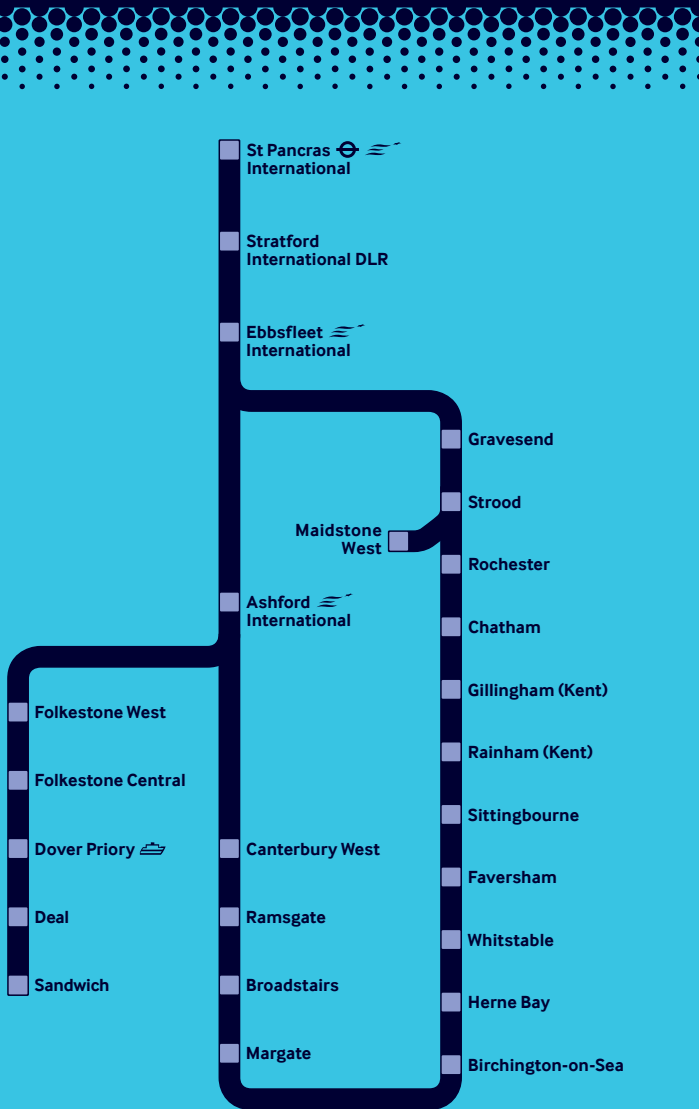 St Pancras
International
Stratford
International DLR
Ebbsfleet
International
Gravesend
Strood
Maidstone
West
Rochester
Ashford
International
Chatham
Gillingham (Kent)
Folkestone West
Rainham (Kent)
Folkestone Central
Sittingbourne
Dover Priory
Canterbury West
Faversham
Deal
Ramsgate
Whitstable
Sandwich
Broadstairs
Herne Bay
Margate
Birchington-on-Sea